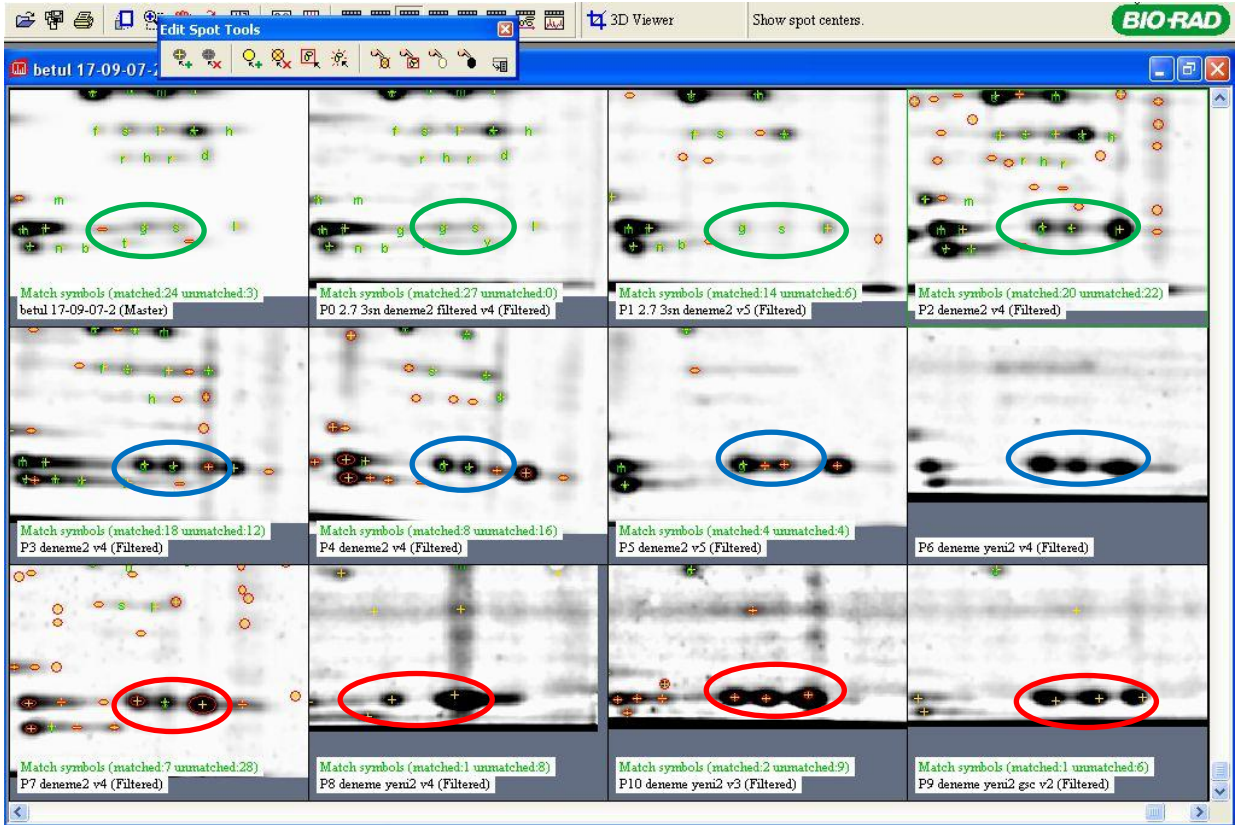 3D Viewer
Show spot centers.
BIO-RAD
Edit Spot Tools
betul 17-09-07-2
Match symbols (matched:24 unmatched:3)
betul 17-09-07-2 (Master)
Match symbols (matched:27 unmatched:0)
P0 2.7 3sn deneme2 filtered v4 (Filtered)
Match symbols (matched:14 unmatched:6)
P1 2.7 3sn deneme2 v5 (Filtered)
Match symbols (matched:20 unmatched:22)
P2 deneme2 v4 (Filtered)
Match symbols (matched:18 unmatched:12)
P3 deneme2 v4 (Filtered)
Match symbols (matched:8 unmatched:16)
P4 deneme2 v4 (Filtered)
Match symbols (matched:4 unmatched:4)
P5 deneme2 v5 (Filtered)
P6 deneme yeni2 v4 (Filtered)
Match symbols (matched:7 unmatched:28)
P7 deneme2 v4 (Filtered)
Match symbols (matched:1 unmatched:8)
P8 deneme yeni2 v4 (Filtered)
Match symbols (matched:2 unmatched:9)
P10 deneme yeni2 v3 (Filtered)
Match symbols (matched:1 unmatched:6)
P9 deneme yeni2 gsc v2 (Filtered)